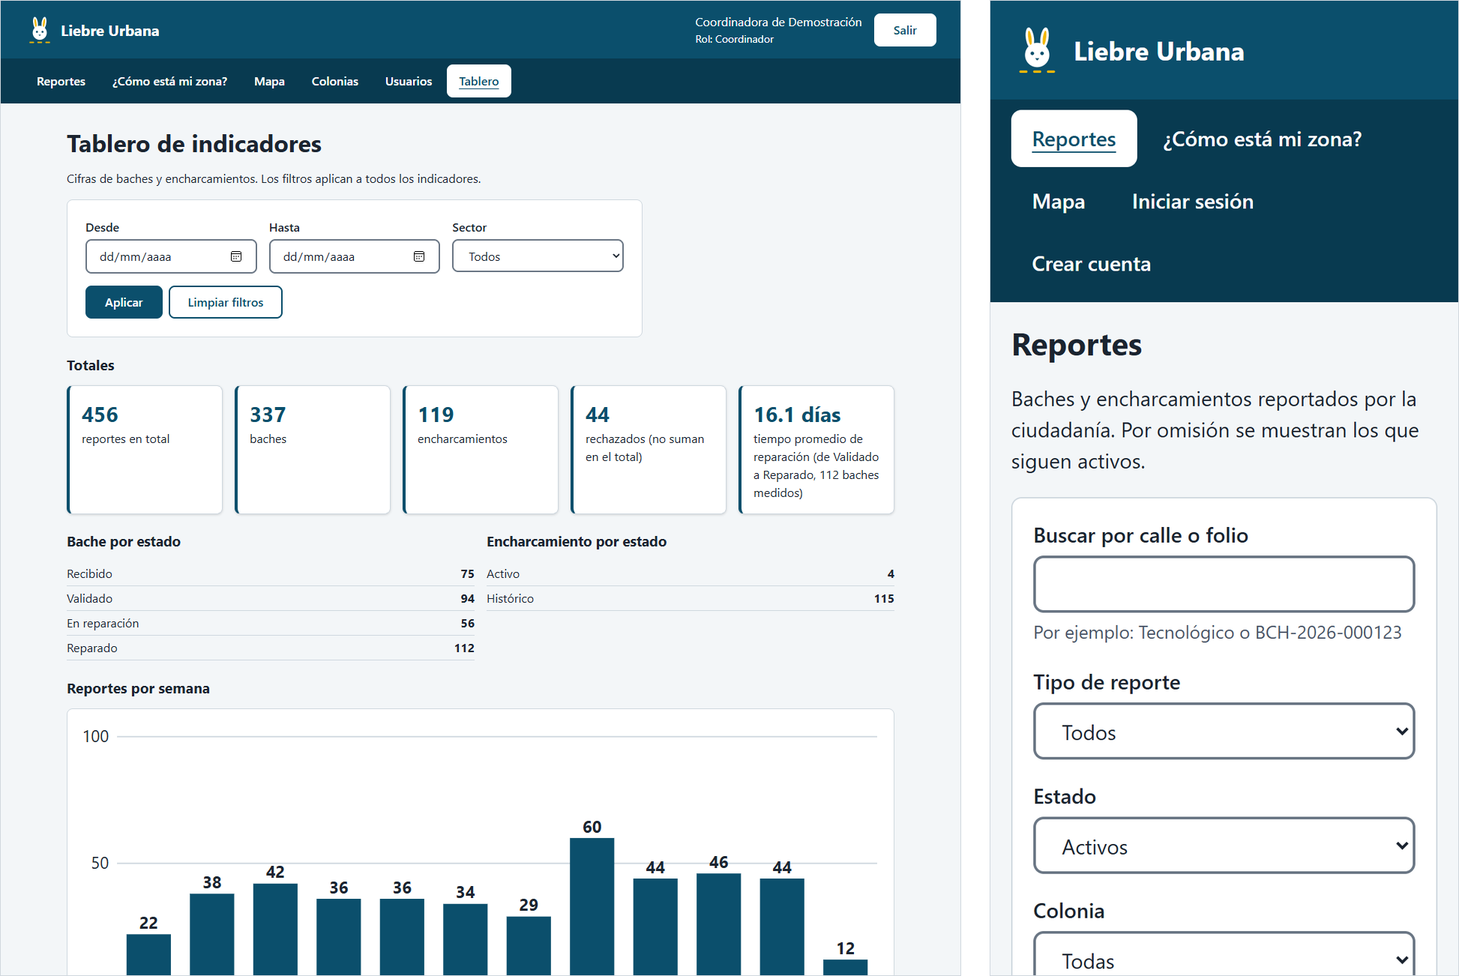 Liebre Urbana
Coordinadora de Demostración
Rol: Coordinador
Salir
Reportes
¿Cómo está mi zona?
Mapa
Colonias
Usuarios
Tablero
Tablero de indicadores
Cifras de baches y encharcamientos. Los filtros aplican a todos los indicadores.
Desde
Hasta
Sector
dd/mm/aaaa
dd/mm/aaaa
Todos
Aplicar
Limpiar filtros
Totales
456
reportes en total
337
baches
119
encharcamientos
44
rechazados (no suman
en el total)
16.1 días
tiempo promedio de
reparación (de Validado
a Reparado, 112 baches
medidos)
Bache por estado
Recibido 75
Validado 94
En reparación 56
Reparado 112
Encharcamiento por estado
Activo 4
Histórico 115
Reportes por semana
100
50
22
38
42
36
36
34
29
60
44
46
44
12
Liebre Urbana
Reportes
¿Cómo está mi zona?
Mapa
Iniciar sesión
Crear cuenta
Reportes
Baches y encharcamientos reportados por la
ciudadanía. Por omisión se muestran los que
siguen activos.
Buscar por calle o folio
Por ejemplo: Tecnológico o BCH-2026-000123
Tipo de reporte
Todos
Estado
Activos
Colonia
Todas